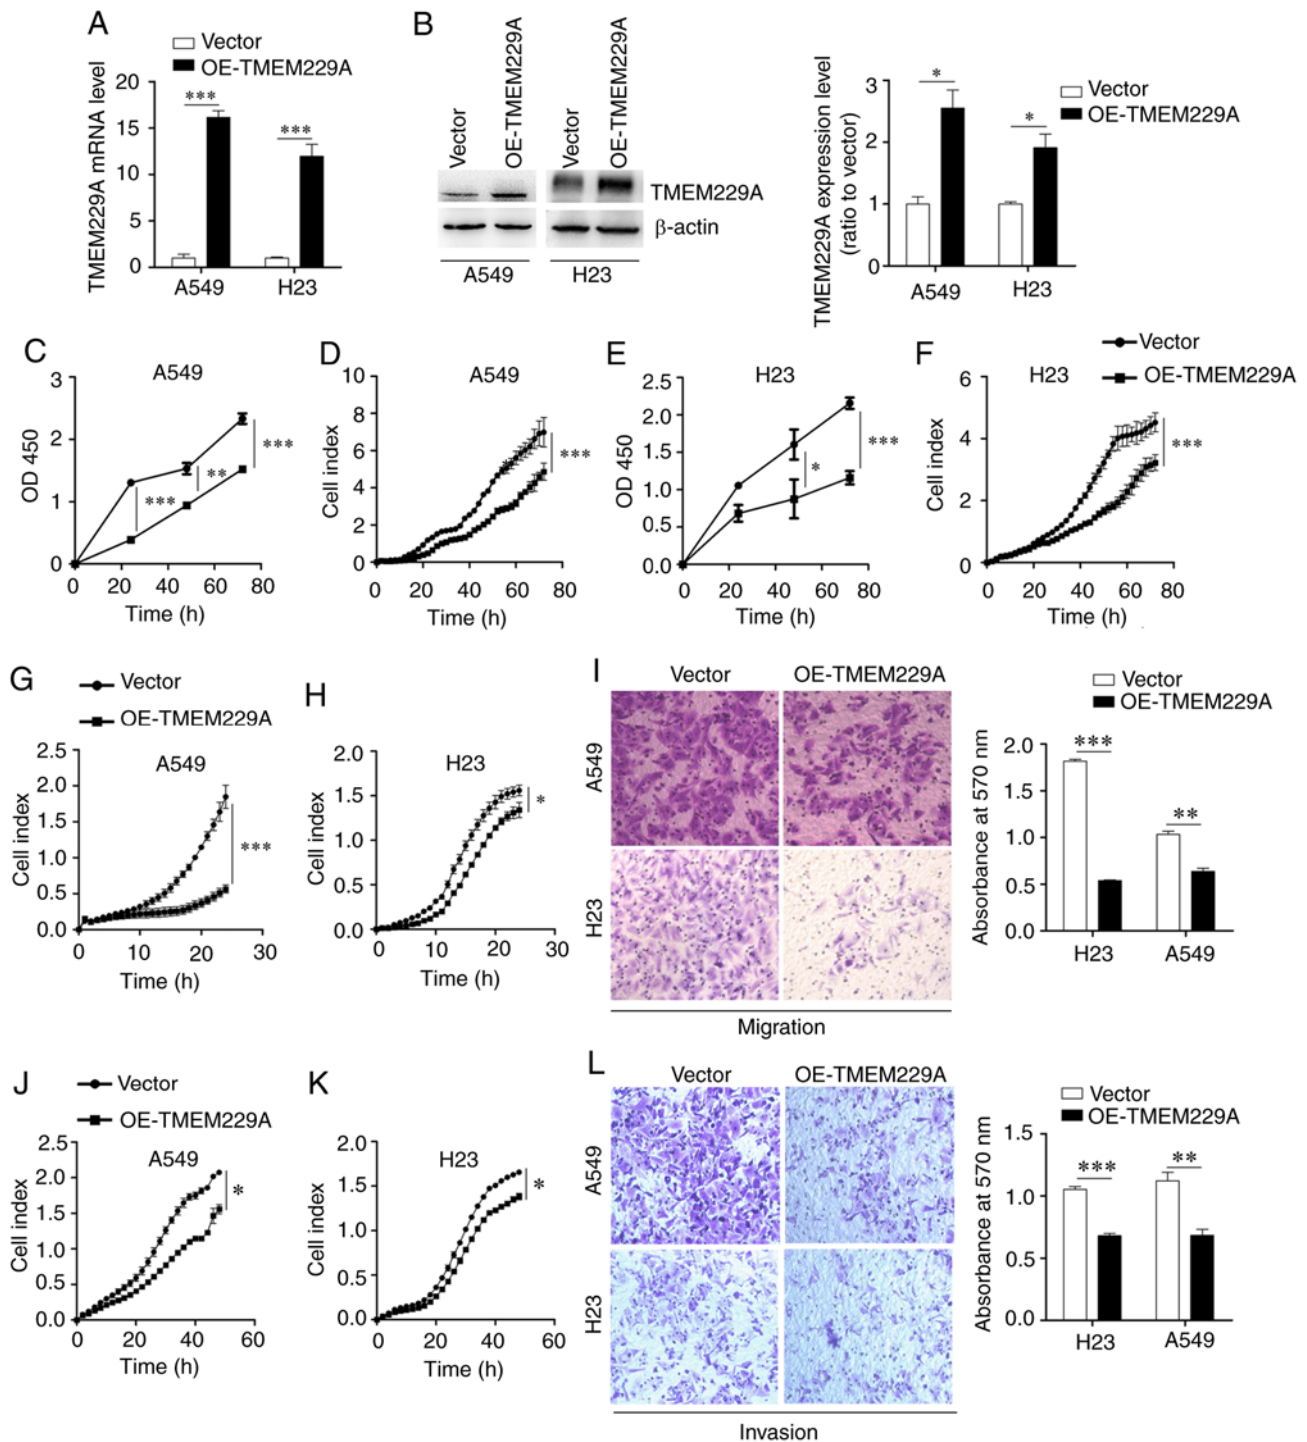 A
Vector
OE-TMEM229A
TMEM229A mRNA level
20
15
10
5
0
***
***
A549
H23
B
Vector
OE-TMEM229A
Vector
OE-TMEM229A
TMEM229A
β-actin
A549
H23
TMEM229A expression level
(ratio to vector)
3
2
1
0
*
*
Vector
OE-TMEM229A
A549
H23
C
A549
OD 450
3
2
1
0
***
**
***
0 20 40 60 80
Time (h)
D
A549
Cell index
10
8
6
4
2
0
***
0 20 40 60 80
Time (h)
E
H23
OD 450
2.5
2.0
1.5
1.0
0.5
0.0
*
***
0 20 40 60 80
Time (h)
F
H23
Vector
OE-TMEM229A
Cell index
6
4
2
0
***
0 20 40 60 80
Time (h)
G
Vector
OE-TMEM229A
A549
Cell index
2.5
2.0
1.5
1.0
0.5
0.0
***
0 10 20 30
Time (h)
H
H23
Cell index
2.0
1.5
1.0
0.5
0.0
*
0 10 20 30
Time (h)
I
Vector
OE-TMEM229A
A549
H23
Migration
Vector
OE-TMEM229A
Absorbance at 570 nm
2.0
1.5
1.0
0.5
0.0
***
**
H23
A549
J
Vector
OE-TMEM229A
A549
Cell index
2.5
2.0
1.5
1.0
0.5
0.0
*
0 20 40 60
Time (h)
K
H23
Cell index
2.0
1.5
1.0
0.5
0.0
*
0 20 40 60
Time (h)
L
Vector
OE-TMEM229A
A549
H23
Invasion
Vector
OE-TMEM229A
Absorbance at 570 nm
1.5
1.0
0.5
0.0
***
**
H23
A549